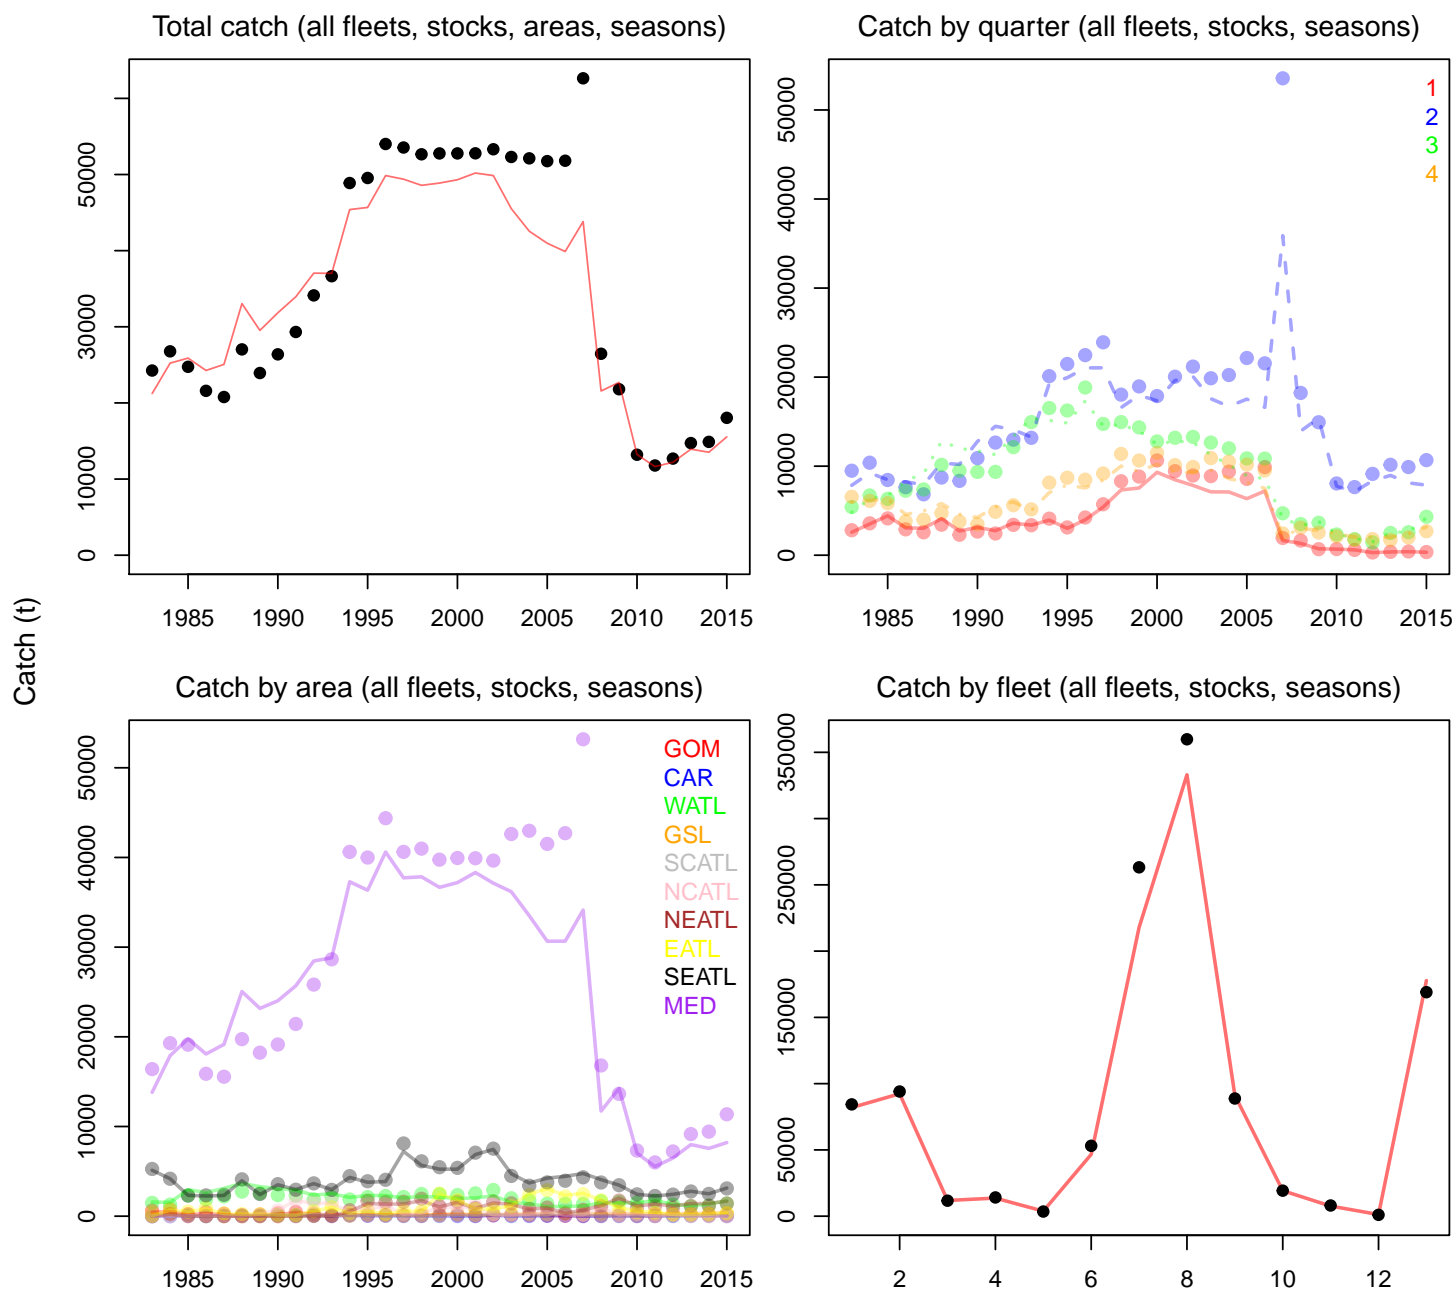 Total catch (all fleets, stocks, areas, seasons)
0
10000
30000
50000
1985 1990 1995 2000 2005 2010 2015
Catch by quarter (all fleets, stocks, seasons)
0
10000
20000
30000
40000
50000
1
2
3
4
1985 1990 1995 2000 2005 2010 2015
Catch (t)
Catch by area (all fleets, stocks, seasons)
0
10000
20000
30000
40000
50000
GOM
CAR
WATL
GSL
SCATL
NCATL
NEATL
EATL
SEATL
MED
1985 1990 1995 2000 2005 2010 2015
Catch by fleet (all fleets, stocks, seasons)
0
50000
150000
250000
350000
2 4 6 8 10 12